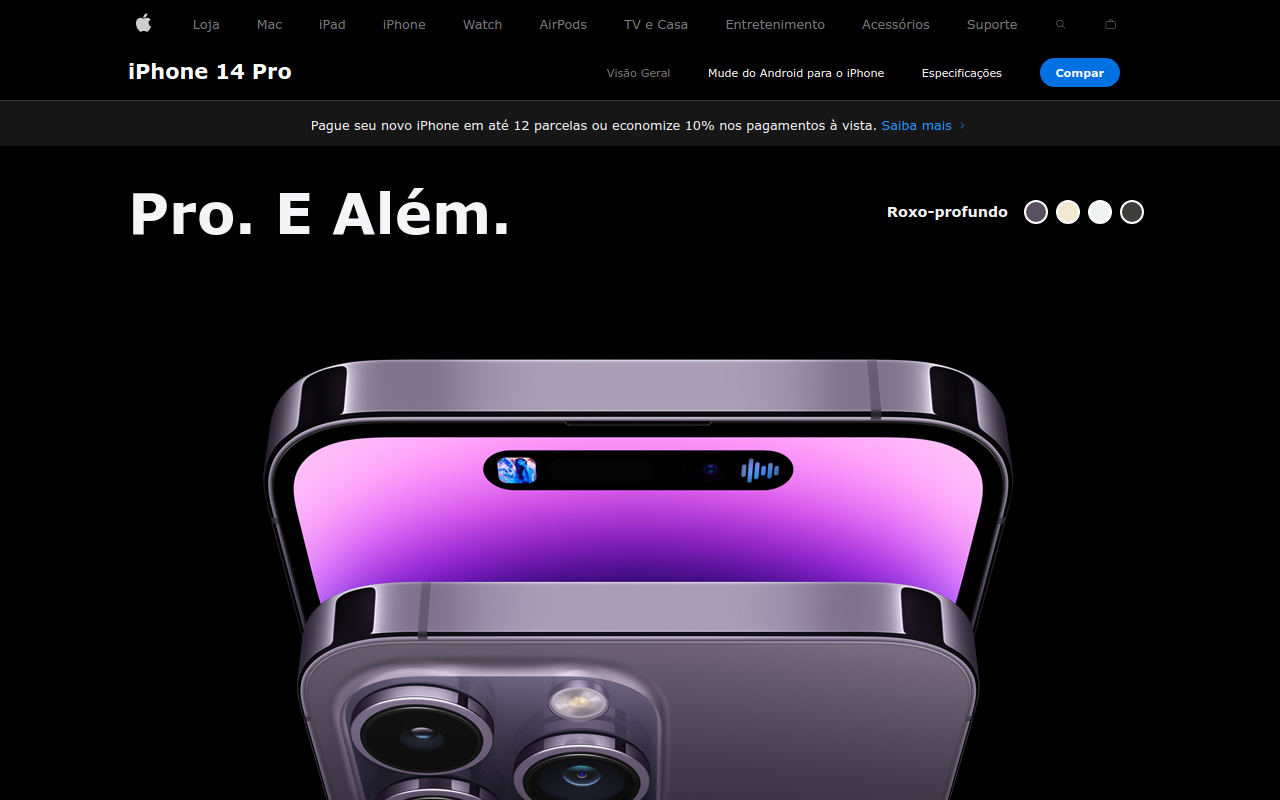 Loja Mac iPad iPhone Watch AirPods TV e Casa Entretenimento Acessórios Suporte
iPhone 14 Pro Visão Geral Mude do Android para o iPhone Especificações Compar
Pague seu novo iPhone em até 12 parcelas ou economize 10% nos pagamentos à vista. Saiba mais
Pro. E Além. Roxo-profundo